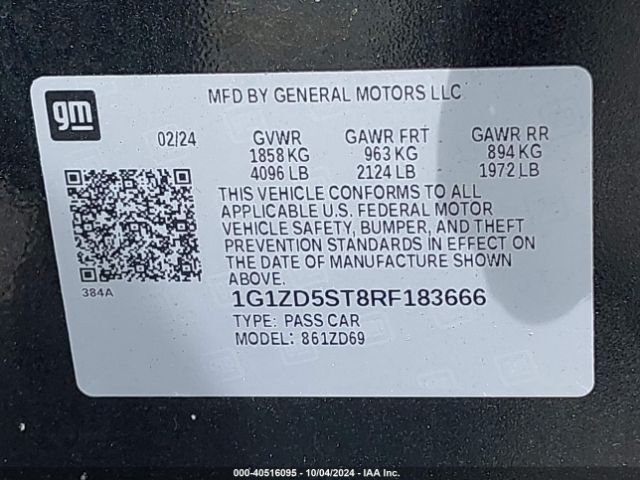 gm
MFD BY GENERAL MOTORS LLC
02/24 GVWR GAWR FRT GAWR RR
1858 KG 963 KG 894 KG
4096 LB 2124 LB 1972 LB
THIS VEHICLE CONFORMS TO ALL
APPLICABLE U.S. FEDERAL MOTOR
VEHICLE SAFETY, BUMPER, AND THEFT
PREVENTION STANDARDS IN EFFECT ON
THE DATE OF MANUFACTURE SHOWN
ABOVE.
384A
1G1ZD5ST8RF183666
TYPE: PASS CAR
MODEL: 861ZD69
000-40516095 - 10/04/2024 - IAA Inc.